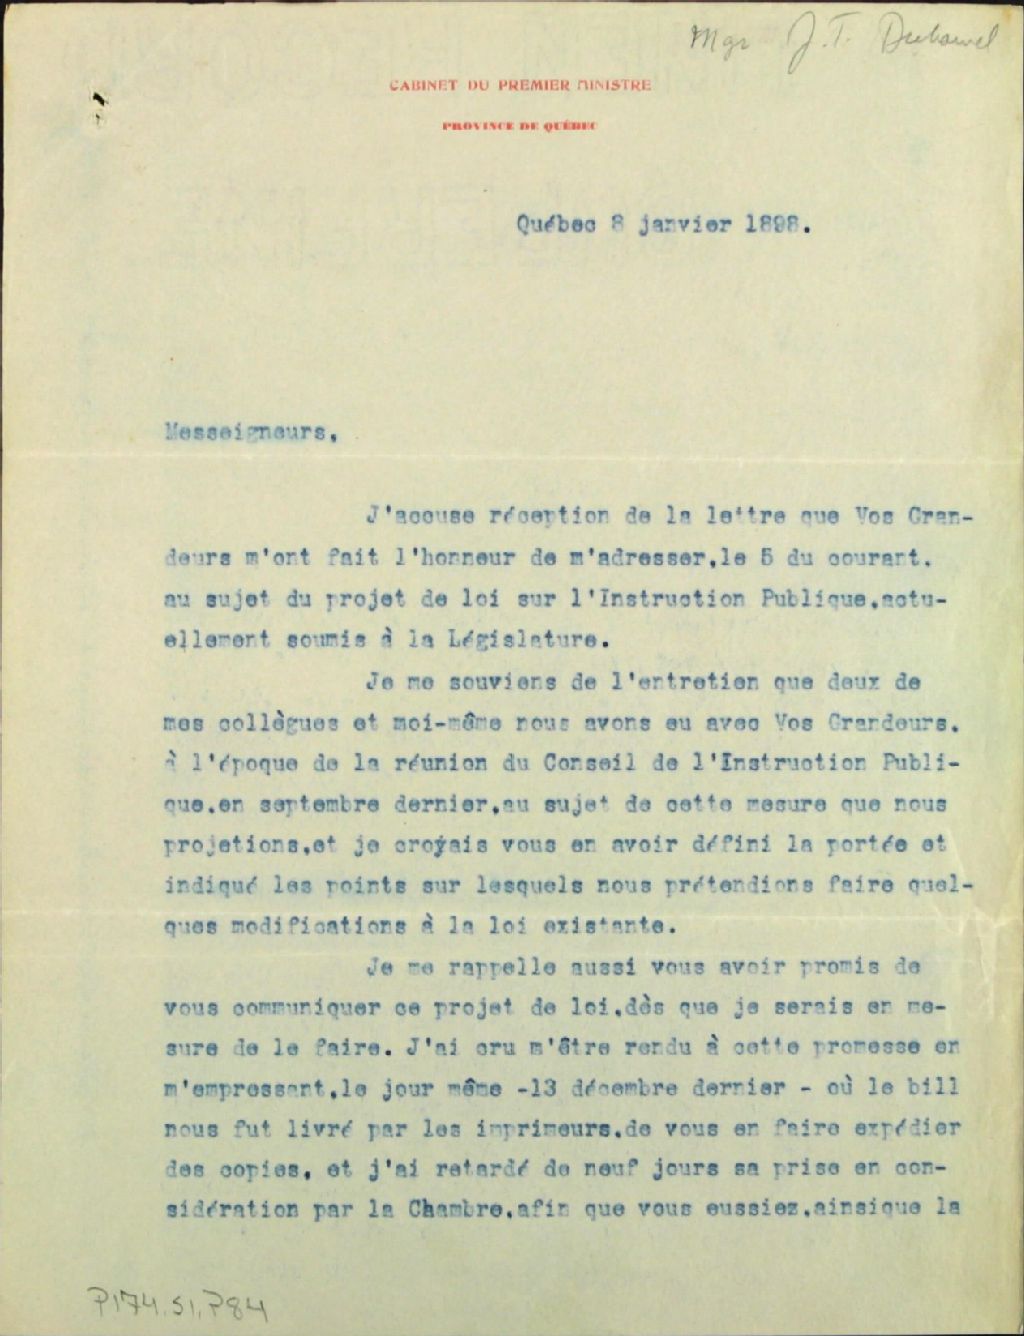 Mgr J. T. Duhamel
CABINET DU PREMIER MINISTRE
PROVINCE DE QUÉBEC
Québec 8 janvier 1898.
Messeigneurs,
J'accuse réception de la lettre que Vos Gran-
deurs m'ont fait l'honneur de m'adresser,le 5 du courant,
au sujet du projet de loi sur l'Instruction Publique,actu-
ellement soumis à la Législature.
Je me souviens de l'entretien que deux de
mes collègues et moi-même nous avons eu avec Vos Grandeurs,
à l'époque de la réunion du Conseil de l'Instruction Publi-
que,en septembre dernier,au sujet de cette mesure que nous
projetions,et je croyais vous en avoir défini la portée et
indiqué les points sur lesquels nous prétendions faire quel-
ques modifications à la loi existante.
Je me rappelle aussi vous avoir promis de
vous communiquer ce projet de loi,dès que je serais en me-
sure de le faire. J'ai cru m'être rendu à cette promesse en
m'empressant,le jour même -13 décembre dernier - où le bill
nous fut livré par les imprimeurs,de vous en faire expédier
des copies, et j'ai retardé de neuf jours sa prise en con-
sidération par la Chambre,afin que vous eussiez,ainsique la
P174,S1,P84